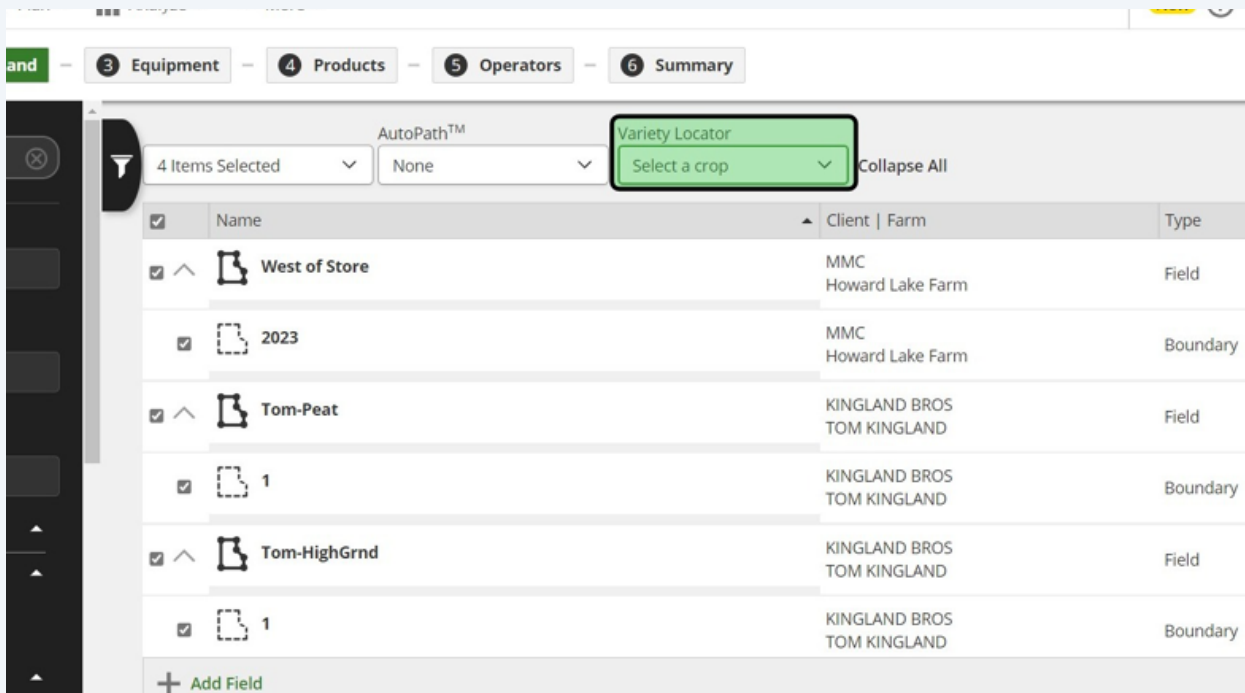 and
3 Equipment
4 Products
5 Operators
6 Summary
AutoPath™
Variety Locator
4 Items Selected
None
Select a crop
Collapse All
Name
Client | Farm
Type
West of Store
MMC
Howard Lake Farm
Field
2023
MMC
Howard Lake Farm
Boundary
Tom-Peat
KINGLAND BROS
TOM KINGLAND
Field
1
KINGLAND BROS
TOM KINGLAND
Boundary
Tom-HighGrnd
KINGLAND BROS
TOM KINGLAND
Field
1
KINGLAND BROS
TOM KINGLAND
Boundary
Add Field